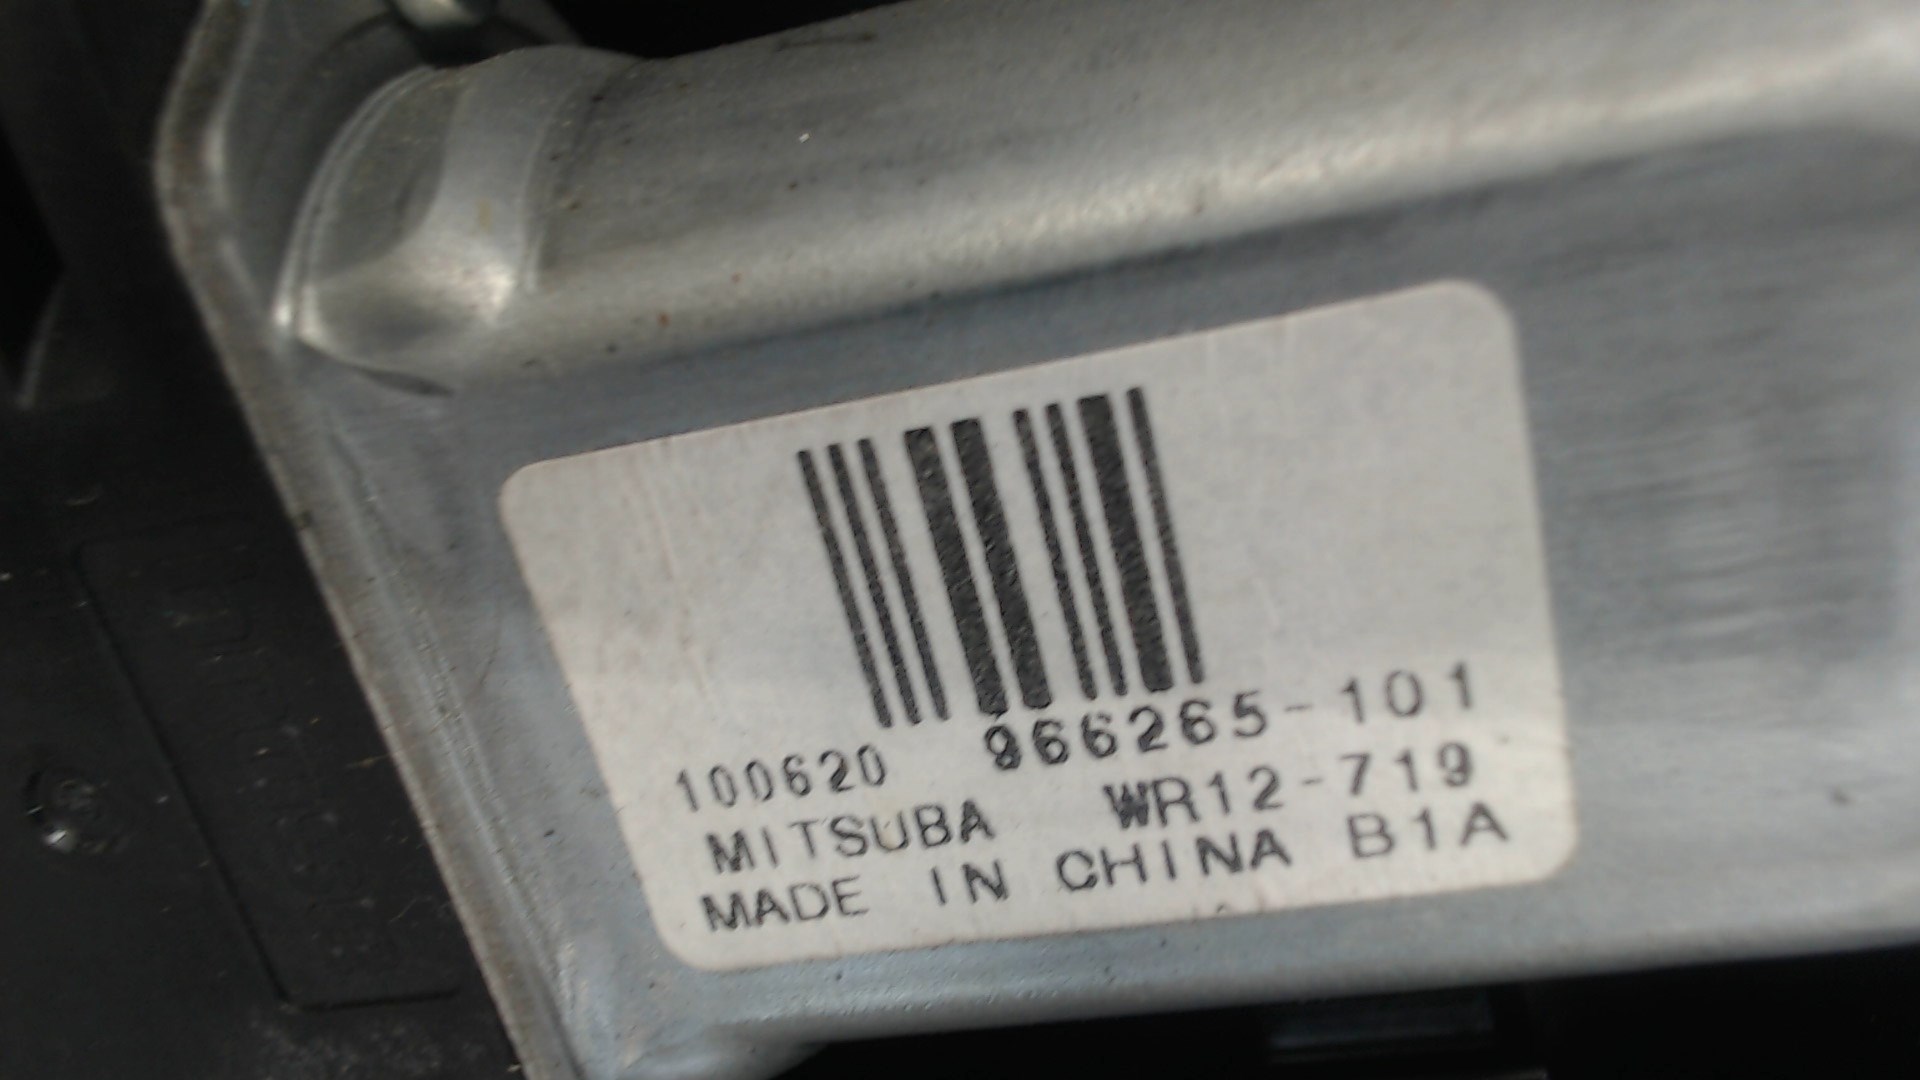 100620 966265-101
MITSUBA WR12-719
MADE IN CHINA B1A